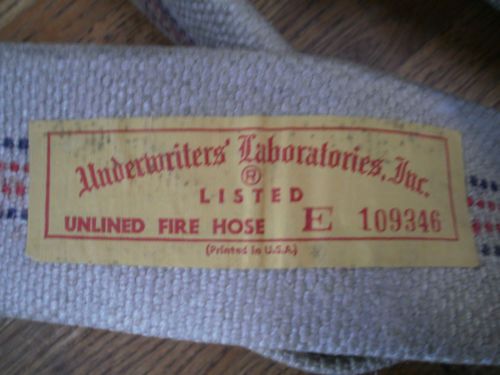 Underwriters' Laboratories, Inc.
®
LISTED
UNLINED FIRE HOSE E 109346
(Printed in U.S.A.)